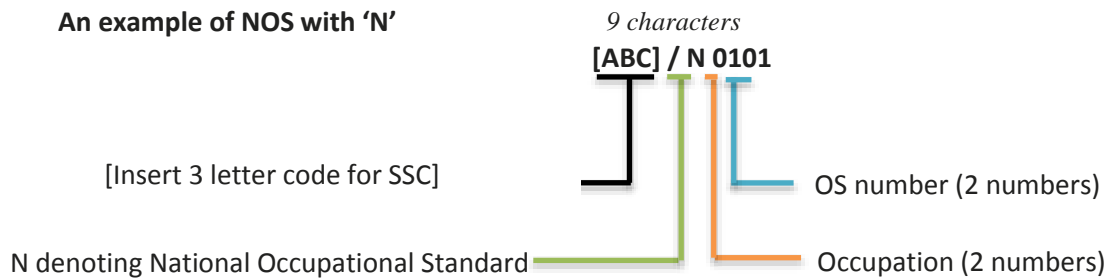 An example of NOS with ‘N’
9 characters
[ABC] / N 0101
[Insert 3 letter code for SSC]
OS number (2 numbers)
N denoting National Occupational Standard
Occupation (2 numbers)